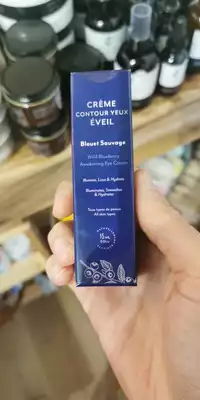 CRÈME
CONTOUR YEUX
ÉVEIL
Bleuet Sauvage
Wild Blueberry
Awakening Eye Cream
Illumine, Lisse & Hydrate
Illuminates, Smoothes
& Hydrates
Tous types de peaux
All skin types
15 mL